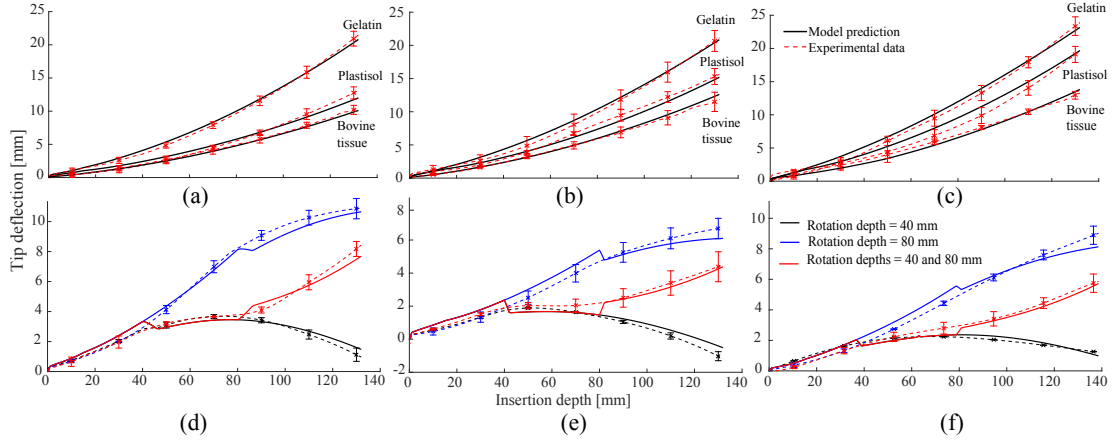 25
20
15
10
5
0
Gelatin
Plastisol
Bovine
tissue
(a)
25
20
15
10
5
0
Gelatin
Plastisol
Bovine
tissue
(b)
25
20
15
10
5
0
Model prediction
Experimental data
Gelatin
Plastisol
Bovine
tissue
(c)
Tip deflection [mm]
10
8
6
4
2
0
0 20 40 60 80 100 120 140
(d)
8
6
4
2
0
-2
0 20 40 60 80 100 120 140
Insertion depth [mm]
(e)
10
8
6
4
2
0
Rotation depth = 40 mm
Rotation depth = 80 mm
Rotation depths = 40 and 80 mm
0 20 40 60 80 100 120 140
(f)